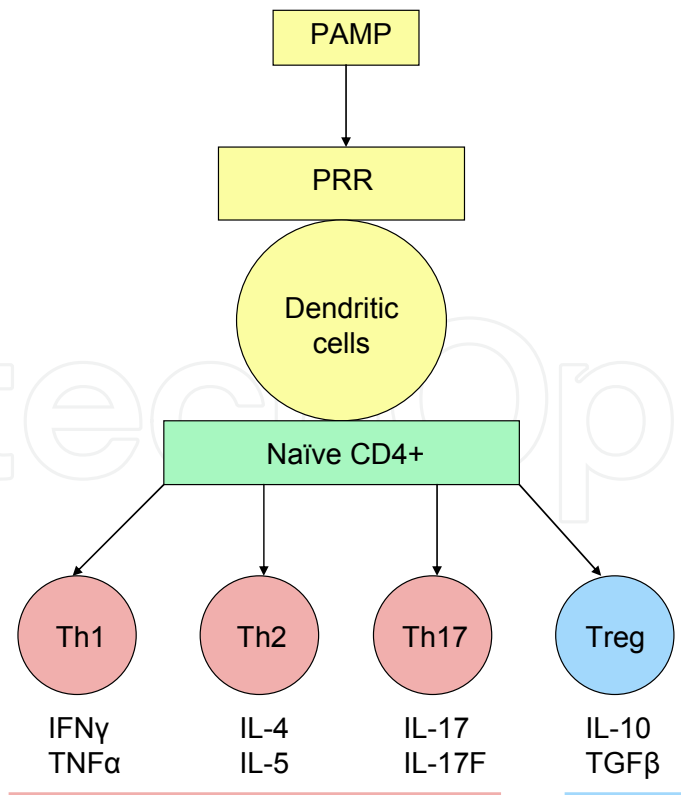 PAMP
PRR
Dendritic
cells
Naïve CD4+
Th1 Th2 Th17 Treg
IFNγ IL-4 IL-17 IL-10
TNFα IL-5 IL-17F TGFβ